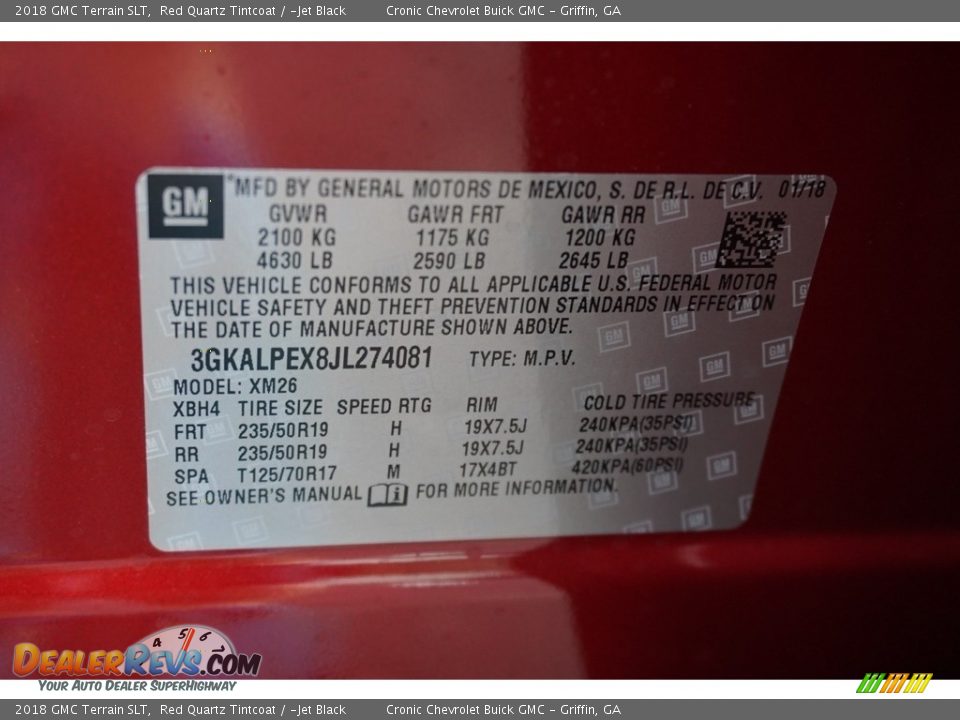 2018 GMC Terrain SLT, Red Quartz Tintcoat / -Jet Black Cronic Chevrolet Buick GMC - Griffin, GA
GM *MFD BY GENERAL MOTORS DE MEXICO, S. DE R.L. DE C.V. 01/18
GVWR GAWR FRT GAWR RR
2100 KG 1175 KG 1200 KG
4630 LB 2590 LB 2645 LB
THIS VEHICLE CONFORMS TO ALL APPLICABLE U.S. FEDERAL MOTOR
VEHICLE SAFETY AND THEFT PREVENTION STANDARDS IN EFFECT ON
THE DATE OF MANUFACTURE SHOWN ABOVE.
3GKALPEX8JL274081 TYPE: M.P.V.
MODEL: XM26
XBH4 TIRE SIZE SPEED RTG RIM COLD TIRE PRESSURE
FRT 235/50R19 H 19X7.5J 240KPA(35PSI)
RR 235/50R19 H 19X7.5J 240KPA(35PSI)
SPA T125/70R17 M 17X4BT 420KPA(60PSI)
SEE OWNER'S MANUAL i FOR MORE INFORMATION.
4 5 6
DEALERREVS.COM
YOUR AUTO DEALER SUPERHIGHWAY
2018 GMC Terrain SLT, Red Quartz Tintcoat / -Jet Black Cronic Chevrolet Buick GMC - Griffin, GA